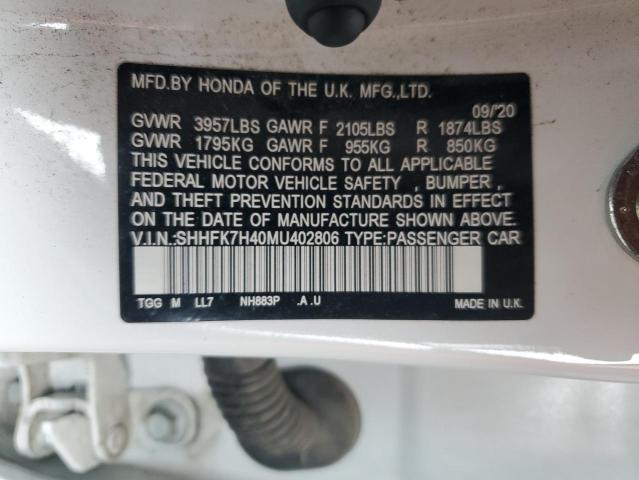 MFD.BY HONDA OF THE U.K. MFG.,LTD.
09/'20
GVWR 3957LBS GAWR F 2105LBS R 1874LBS
GVWR 1795KG GAWR F 955KG R 850KG
THIS VEHICLE CONFORMS TO ALL APPLICABLE
FEDERAL MOTOR VEHICLE SAFETY , BUMPER ,
AND THEFT PREVENTION STANDARDS IN EFFECT ON
THE DATE OF MANUFACTURE SHOWN ABOVE.
V.I.N.:SHHFK7H40MU402806 TYPE:PASSENGER CAR
TGG M LL7 NH883P .A .U MADE IN U.K.